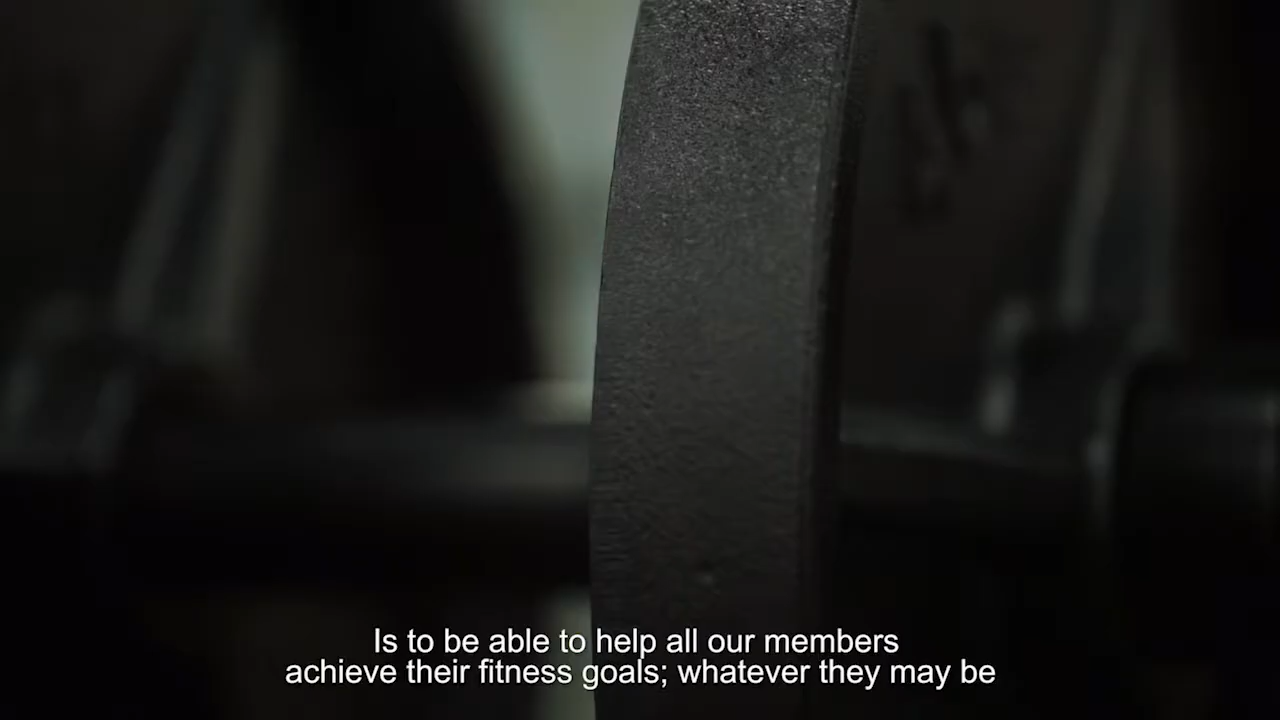 Is to be able to help all our members
achieve their fitness goals; whatever they may be